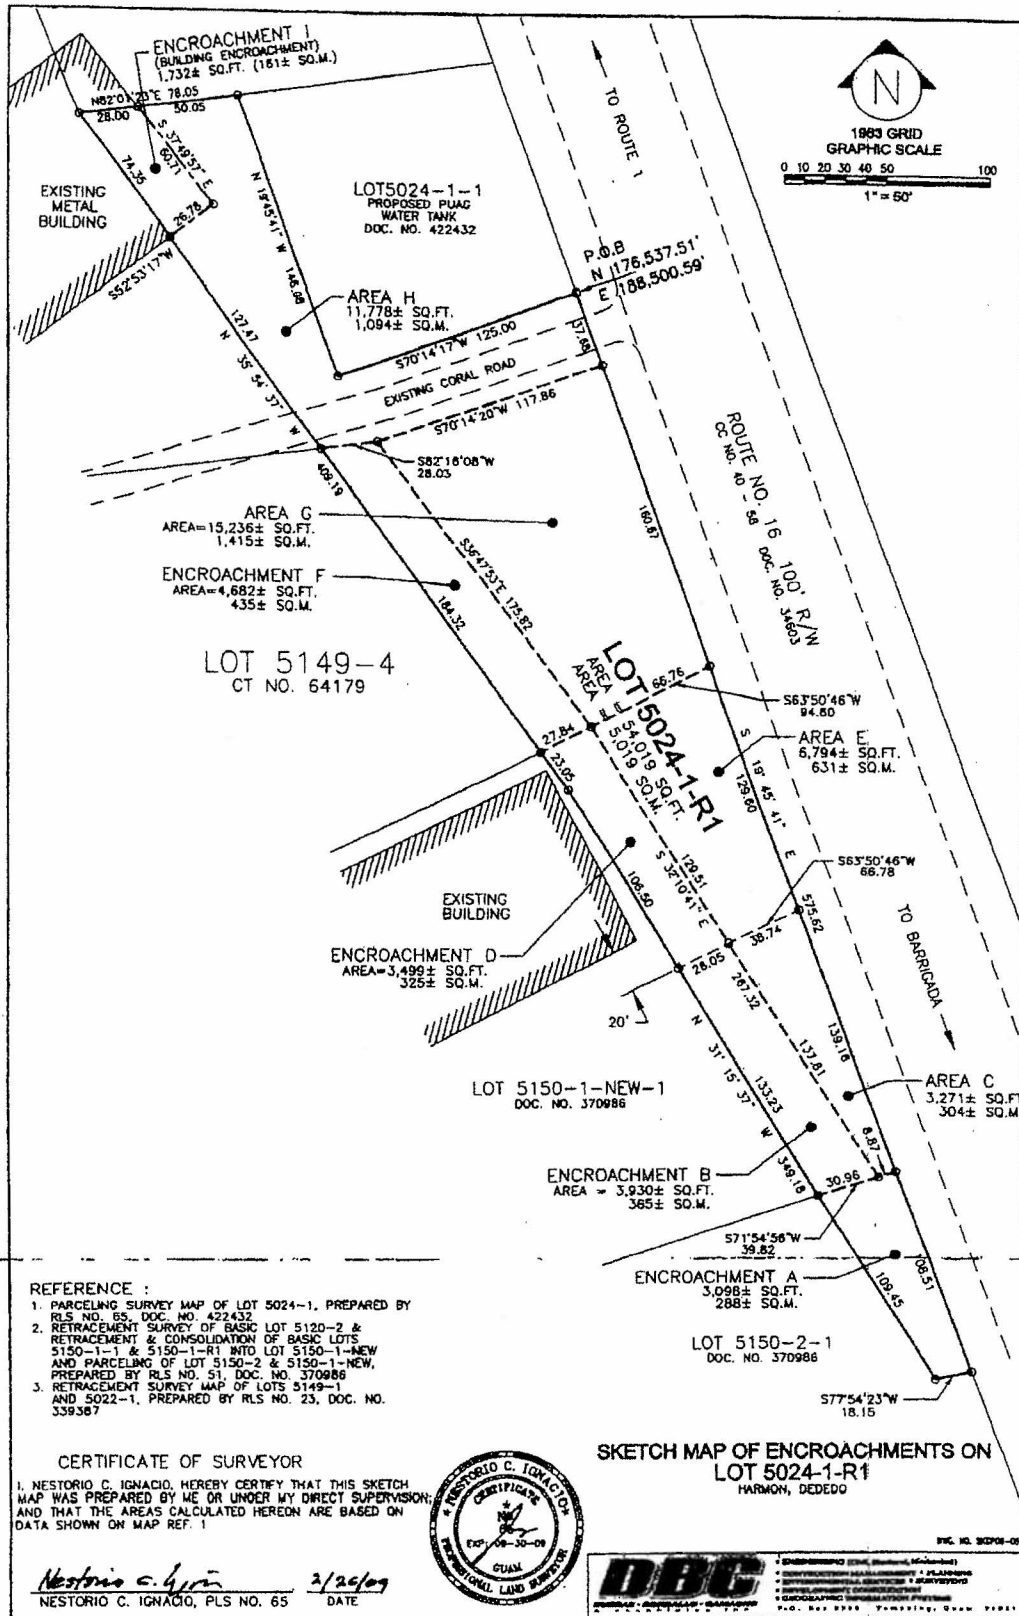 ENCROACHMENT I
(BUILDING ENCROACHMENT)
1,732± SQ.FT. (161± SQ.M.)
N82°01'23"E 78.05
28.00 50.05
S 37°49'57" E
60.71
74.35
EXISTING
METAL
BUILDING
26.78
S52°53'17"W
N 19°45'41" W 146.98
LOT5024-1-1
PROPOSED PUAG
WATER TANK
DOC. NO. 422432
TO ROUTE 1
N
1983 GRID
GRAPHIC SCALE
0 10 20 30 40 50 100
1" = 50'
P.O.B
N 176,537.51'
E 188,500.59'
AREA H
11,778± SQ.FT.
1,094± SQ.M.
127.47
N 35° 54' 37" W
409.19
S70°14'17"W 125.00
37.68
EXISTING CORAL ROAD
S70°14'20"W 117.86
S82°18'08"W
28.03
ROUTE NO. 16 100' R/W
CC NO. 40 - 58 DOC. NO. 34603
AREA G
AREA=15,236± SQ.FT.
1,415± SQ.M.
160.67
ENCROACHMENT F
AREA=4,682± SQ.FT.
435± SQ.M.
S36°47'53"E 175.82
184.32
LOT 5149-4
CT NO. 64179
LOT 5024-1-R1
AREA = 54,019 SQ.FT.
AREA = 5,019 SQ.M.
66.76
S63°50'46"W
94.60
27.84
23.05
AREA E
6,794± SQ.FT.
631± SQ.M.
S 19° 45' 41" E
129.60
575.62
129.51
S 32°10'41" E
106.50
S63°50'46"W
66.78
EXISTING
BUILDING
ENCROACHMENT D
AREA=3,499± SQ.FT.
325± SQ.M.
38.74
28.05
267.32
20'
TO BARRIGADA
139.16
137.81
N 31° 15' 37" W
133.23
349.18
LOT 5150-1-NEW-1
DOC. NO. 370986
AREA C
3,271± SQ.FT
304± SQ.M
8.87
ENCROACHMENT B
AREA = 3,930± SQ.FT.
365± SQ.M.
30.96
S71°54'56"W
39.82
ENCROACHMENT A
3,098± SQ.FT.
288± SQ.M.
109.45
108.51
LOT 5150-2-1
DOC. NO. 370986
S77°54'23"W
18.15
REFERENCE :
1. PARCELING SURVEY MAP OF LOT 5024-1, PREPARED BY
RLS NO. 65, DOC. NO. 422432
2. RETRACEMENT SURVEY OF BASIC LOT 5120-2 &
RETRACEMENT & CONSOLIDATION OF BASIC LOTS
5150-1-1 & 5150-1-R1 INTO LOT 5150-1-NEW
AND PARCELING OF LOT 5150-2 & 5150-1-NEW,
PREPARED BY RLS NO. 51, DOC. NO. 370986
3. RETRACEMENT SURVEY MAP OF LOTS 5149-1
AND 5022-1, PREPARED BY RLS NO. 23, DOC. NO.
339387
CERTIFICATE OF SURVEYOR
I, NESTORIO C. IGNACIO, HEREBY CERTIFY THAT THIS SKETCH
MAP WAS PREPARED BY ME OR UNDER MY DIRECT SUPERVISION;
AND THAT THE AREAS CALCULATED HEREON ARE BASED ON
DATA SHOWN ON MAP REF. 1
2/26/09
NESTORIO C. IGNACIO, PLS NO. 65 DATE
NESTORIO C. IGNACIO
CERTIFICATE
EXP: 09-30-09
GUAM
PROFESSIONAL LAND SURVEYOR
SKETCH MAP OF ENCROACHMENTS ON
LOT 5024-1-R1
HARMON, DEDEDO
DBC